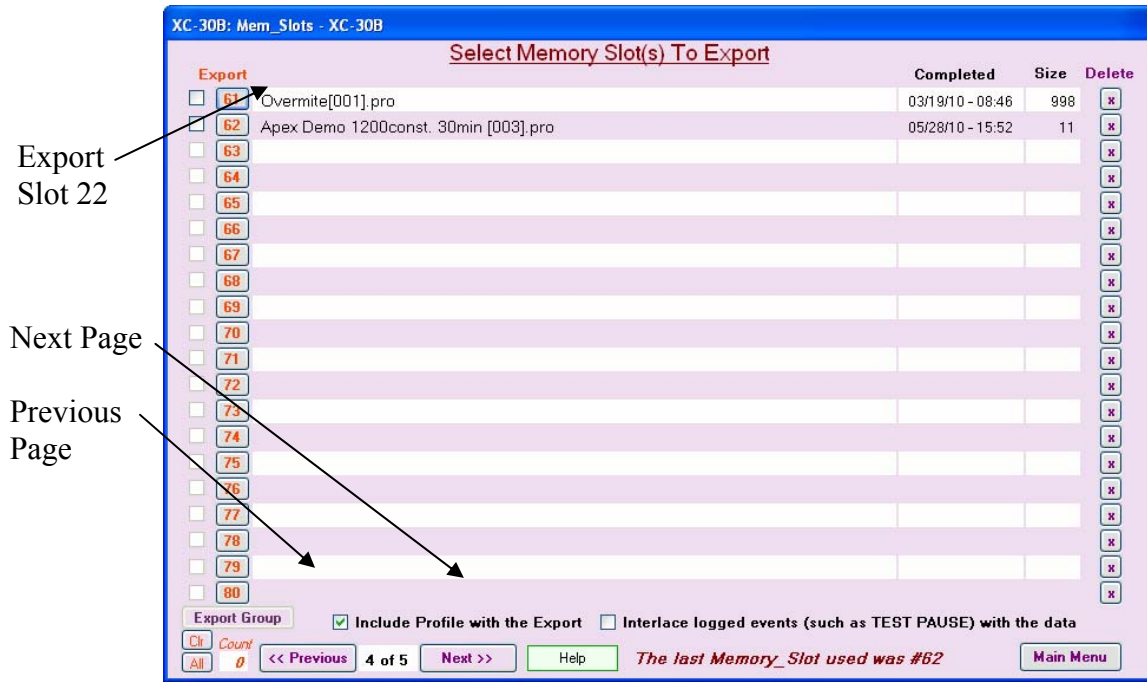 XC-30B: Mem_Slots - XC-30B
Select Memory Slot(s) To Export
Export Completed Size Delete
61 Overmite[001].pro 03/19/10 - 08:46 998 x
62 Apex Demo 1200const. 30min [003].pro 05/28/10 - 15:52 11 x
63 x
64 x
65 x
66 x
67 x
68 x
69 x
70 x
71 x
72 x
73 x
74 x
75 x
76 x
77 x
78 x
79 x
80 x
Export Group Include Profile with the Export Interlace logged events (such as TEST PAUSE) with the data
Clr Count
All 0 << Previous 4 of 5 Next >> Help The last Memory_Slot used was #62 Main Menu
Export
Slot 22
Next Page
Previous
Page